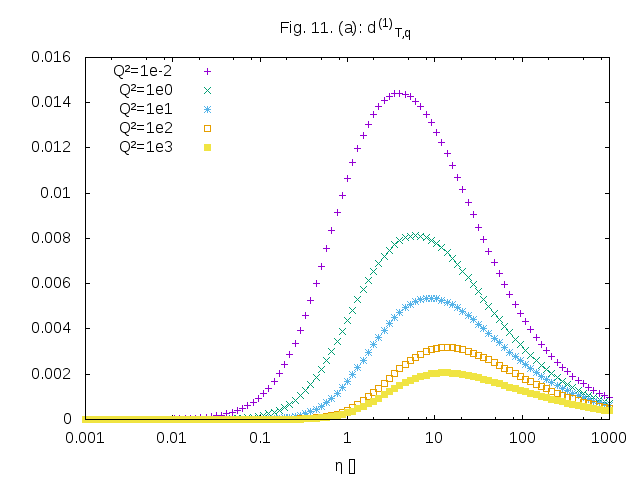 Fig. 11. (a): d^(1)_T,q
0.016
0.014
0.012
0.01
0.008
0.006
0.004
0.002
0
Q²=1e-2
Q²=1e0
Q²=1e1
Q²=1e2
Q²=1e3
0.001 0.01 0.1 1 10 100 1000
η []